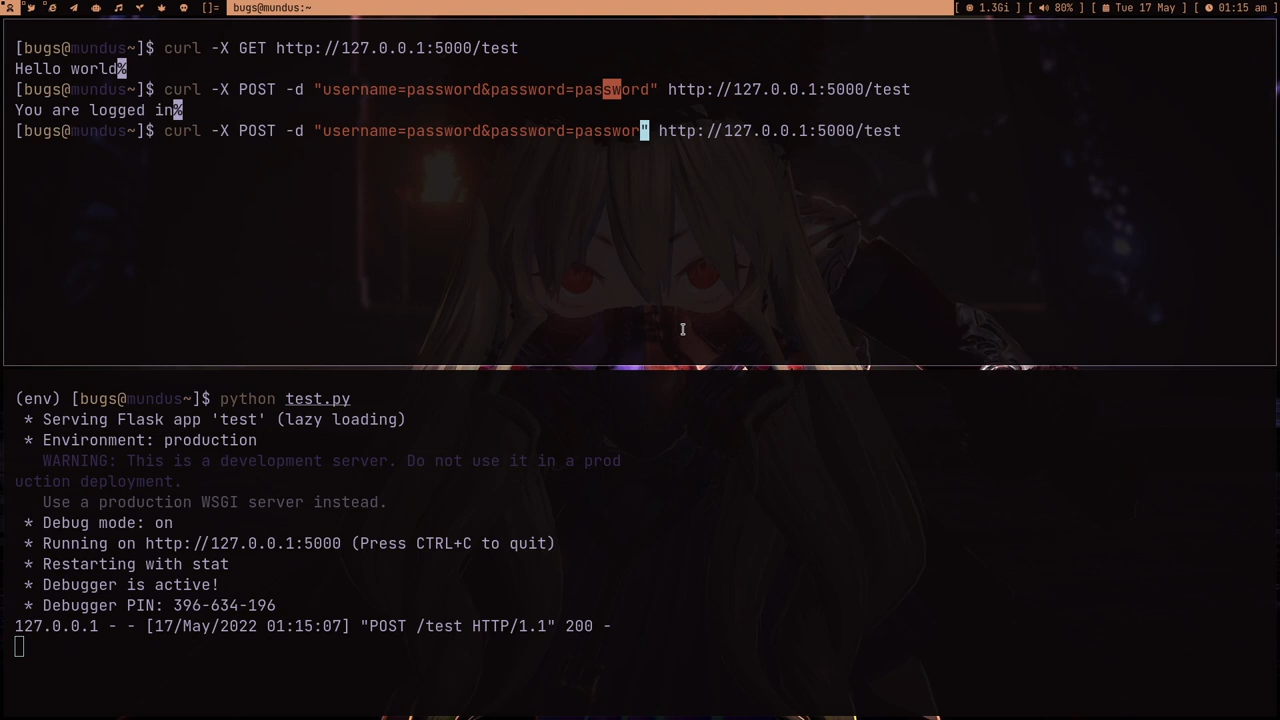 []= bugs@mundus:~ [ 1.3Gi ] [ 80% ] [ Tue 17 May ] [ 01:15 am ]
[bugs@mundus~]$ curl -X GET http://127.0.0.1:5000/test
Hello world%
[bugs@mundus~]$ curl -X POST -d "username=password&password=password" http://127.0.0.1:5000/test
You are logged in%
[bugs@mundus~]$ curl -X POST -d "username=password&password=passwor" http://127.0.0.1:5000/test
(env) [bugs@mundus~]$ python test.py
* Serving Flask app 'test' (lazy loading)
* Environment: production
WARNING: This is a development server. Do not use it in a prod
uction deployment.
Use a production WSGI server instead.
* Debug mode: on
* Running on http://127.0.0.1:5000 (Press CTRL+C to quit)
* Restarting with stat
* Debugger is active!
* Debugger PIN: 396-634-196
127.0.0.1 - - [17/May/2022 01:15:07] "POST /test HTTP/1.1" 200 -